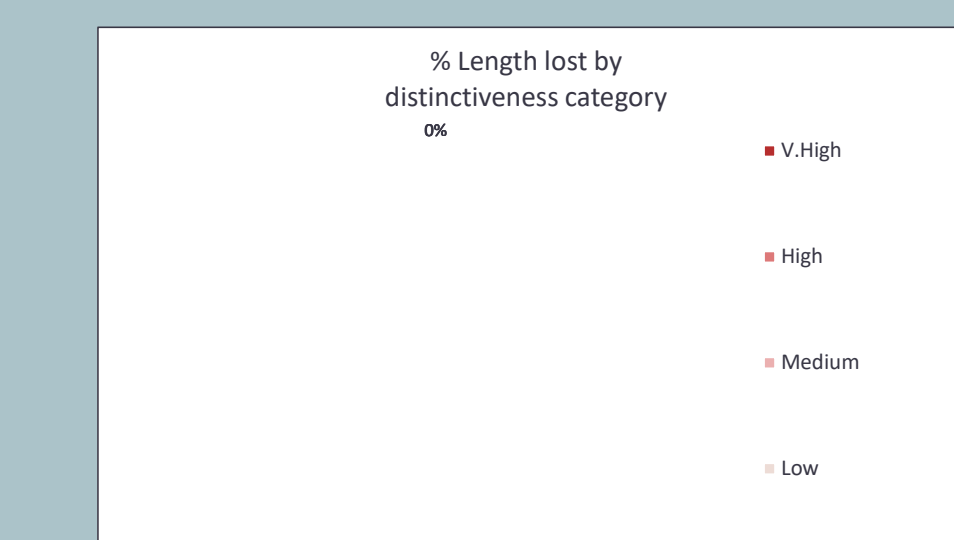 % Length lost by
distinctiveness category
0%
V.High
High
Medium
Low